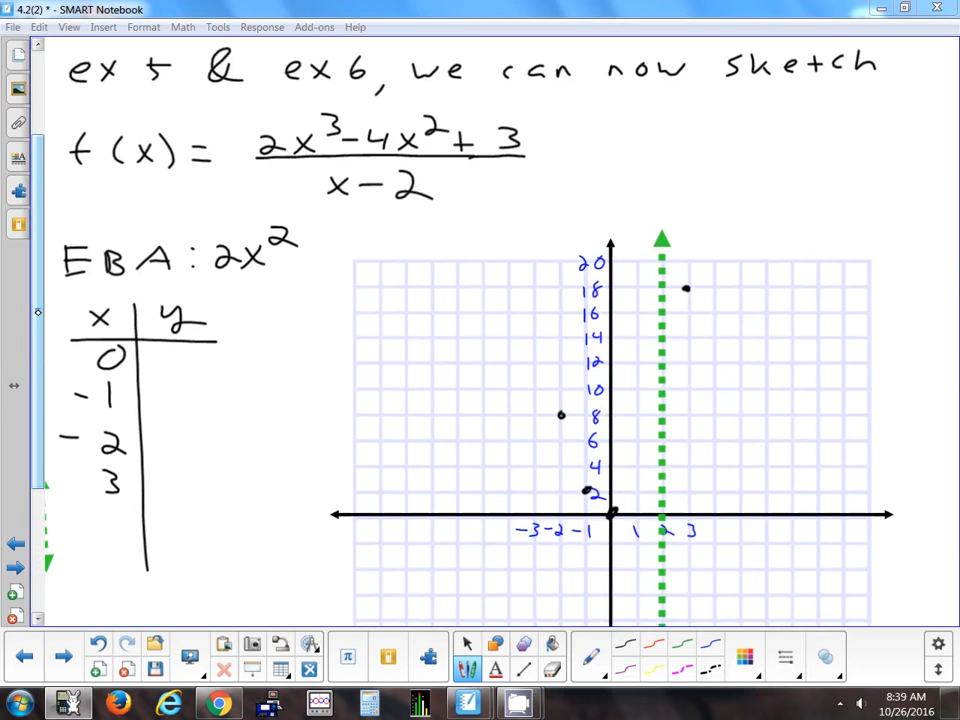 4.2(2) * - SMART Notebook
File Edit View Insert Format Math Tools Response Add-ons Help
ex 5 & ex 6, we can now sketch
f(x) = 2x³-4x²+3
x-2
EBA: 2x²
x y
0
-1
-2
3
20
18
16
14
12
10
8
6
4
2
-3 -2 -1 1 2 3
π
A
8:39 AM
10/26/2016